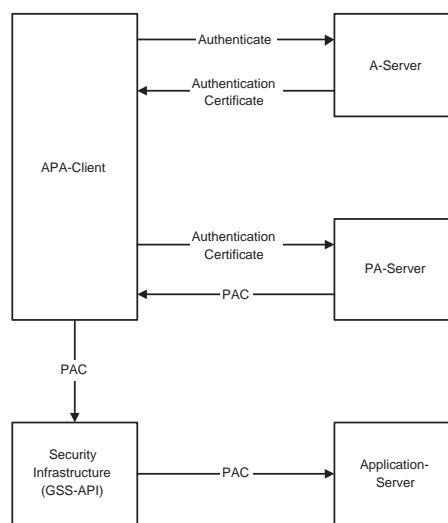 Authenticate
A-Server
Authentication
Certificate
APA-Client
Authentication
Certificate
PA-Server
PAC
PAC
Security
Infrastructure
(GSS-API)
PAC
Application-
Server